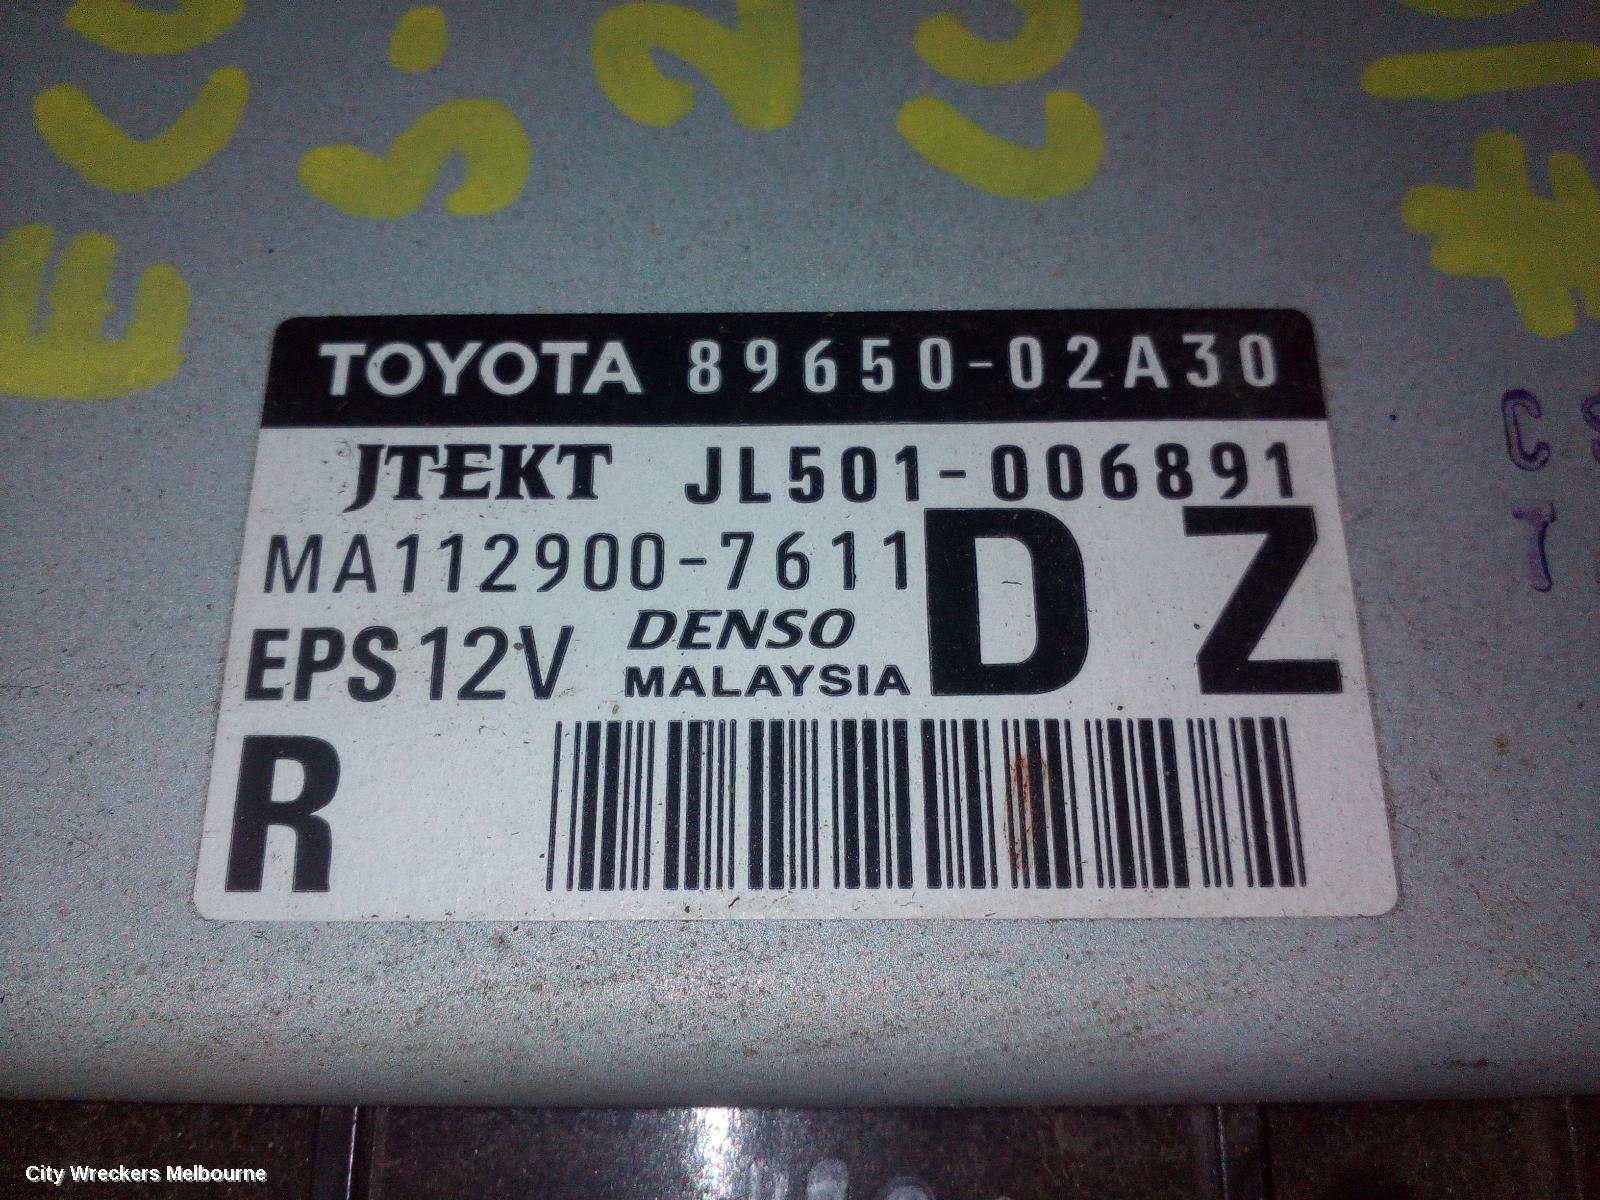 TOYOTA 89650-02A30
JTEKT JL501-006891
MA112900-7611 D Z
EPS 12V DENSO
MALAYSIA
R
City Wreckers Melbourne